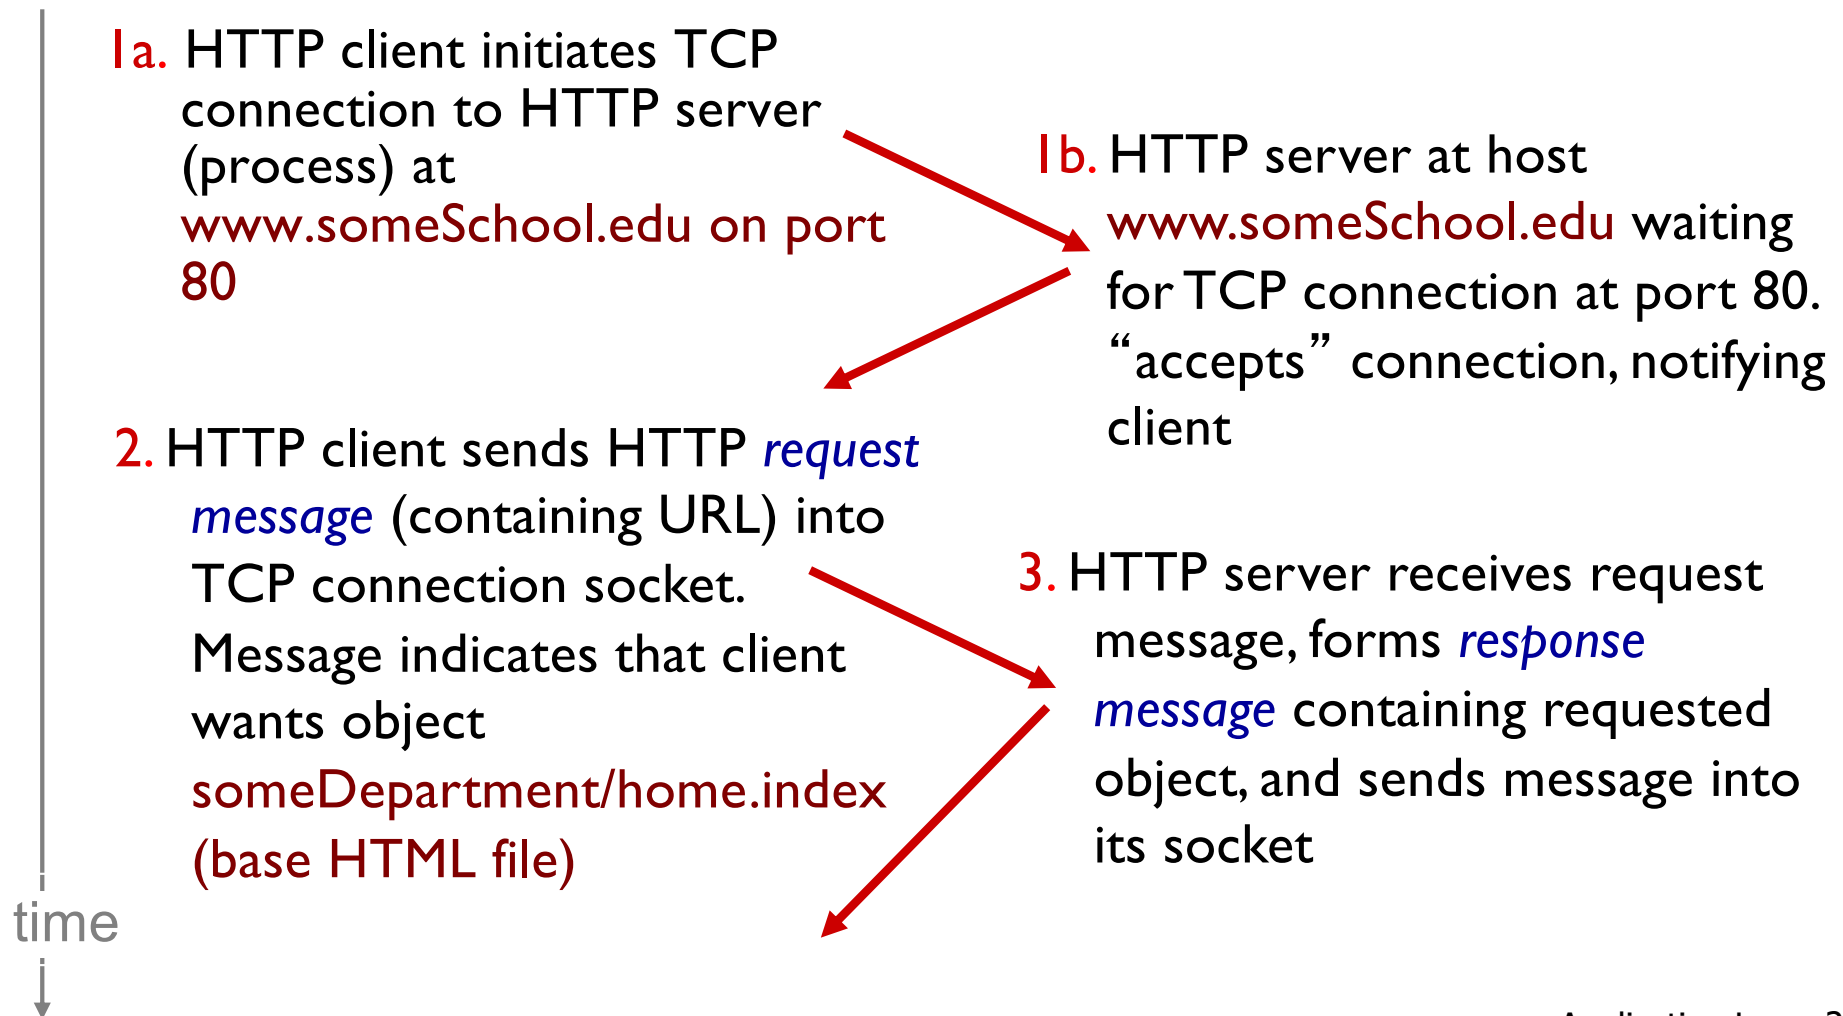 1a. HTTP client initiates TCP
connection to HTTP server
(process) at
www.someSchool.edu on port
80
1b. HTTP server at host
www.someSchool.edu waiting
for TCP connection at port 80.
“accepts” connection, notifying
client
2. HTTP client sends HTTP request
message (containing URL) into
TCP connection socket.
Message indicates that client
wants object
someDepartment/home.index
(base HTML file)
3. HTTP server receives request
message, forms response
message containing requested
object, and sends message into
its socket
time